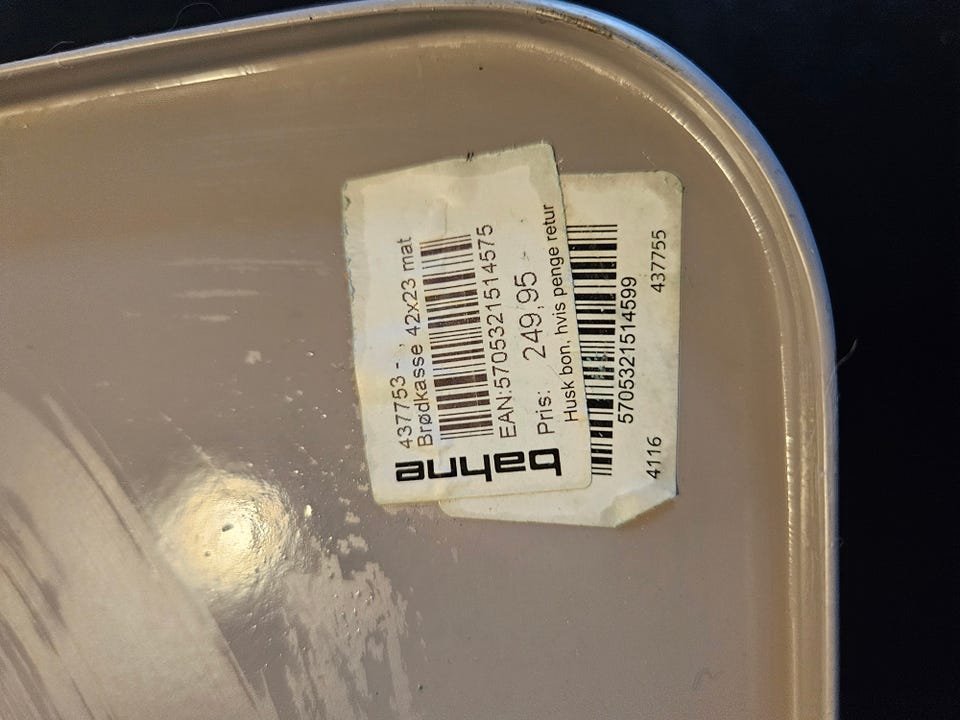 437753 -
Brødkasse 42x23 mat
EAN:5705321514575
Pris: 249,95
Husk bon, hvis penge retur
bahne
5705321514599
4116 437755